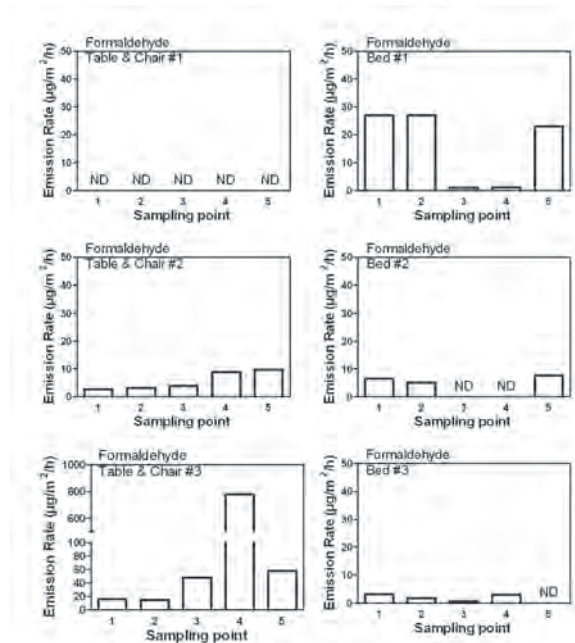 Formaldehyde
Table & Chair #1
Emission Rate (µg/m²/h)
50
40
30
20
10
0
ND ND ND ND ND
1 2 3 4 5
Sampling point
Formaldehyde
Bed #1
Emission Rate (µg/m²/h)
50
40
30
20
10
0
1 2 3 4 5
Sampling point
Formaldehyde
Table & Chair #2
Emission Rate (µg/m²/h)
50
40
30
20
10
0
1 2 3 4 5
Sampling point
Formaldehyde
Bed #2
Emission Rate (µg/m²/h)
50
40
30
20
10
0
ND ND
1 2 3 4 5
Sampling point
Formaldehyde
Table & Chair #3
Emission Rate (µg/m²/h)
1000
800
600
100
80
60
40
20
0
1 2 3 4 5
Sampling point
Formaldehyde
Bed #3
Emission Rate (µg/m²/h)
50
40
30
20
10
0
ND
1 2 3 4 5
Sampling point